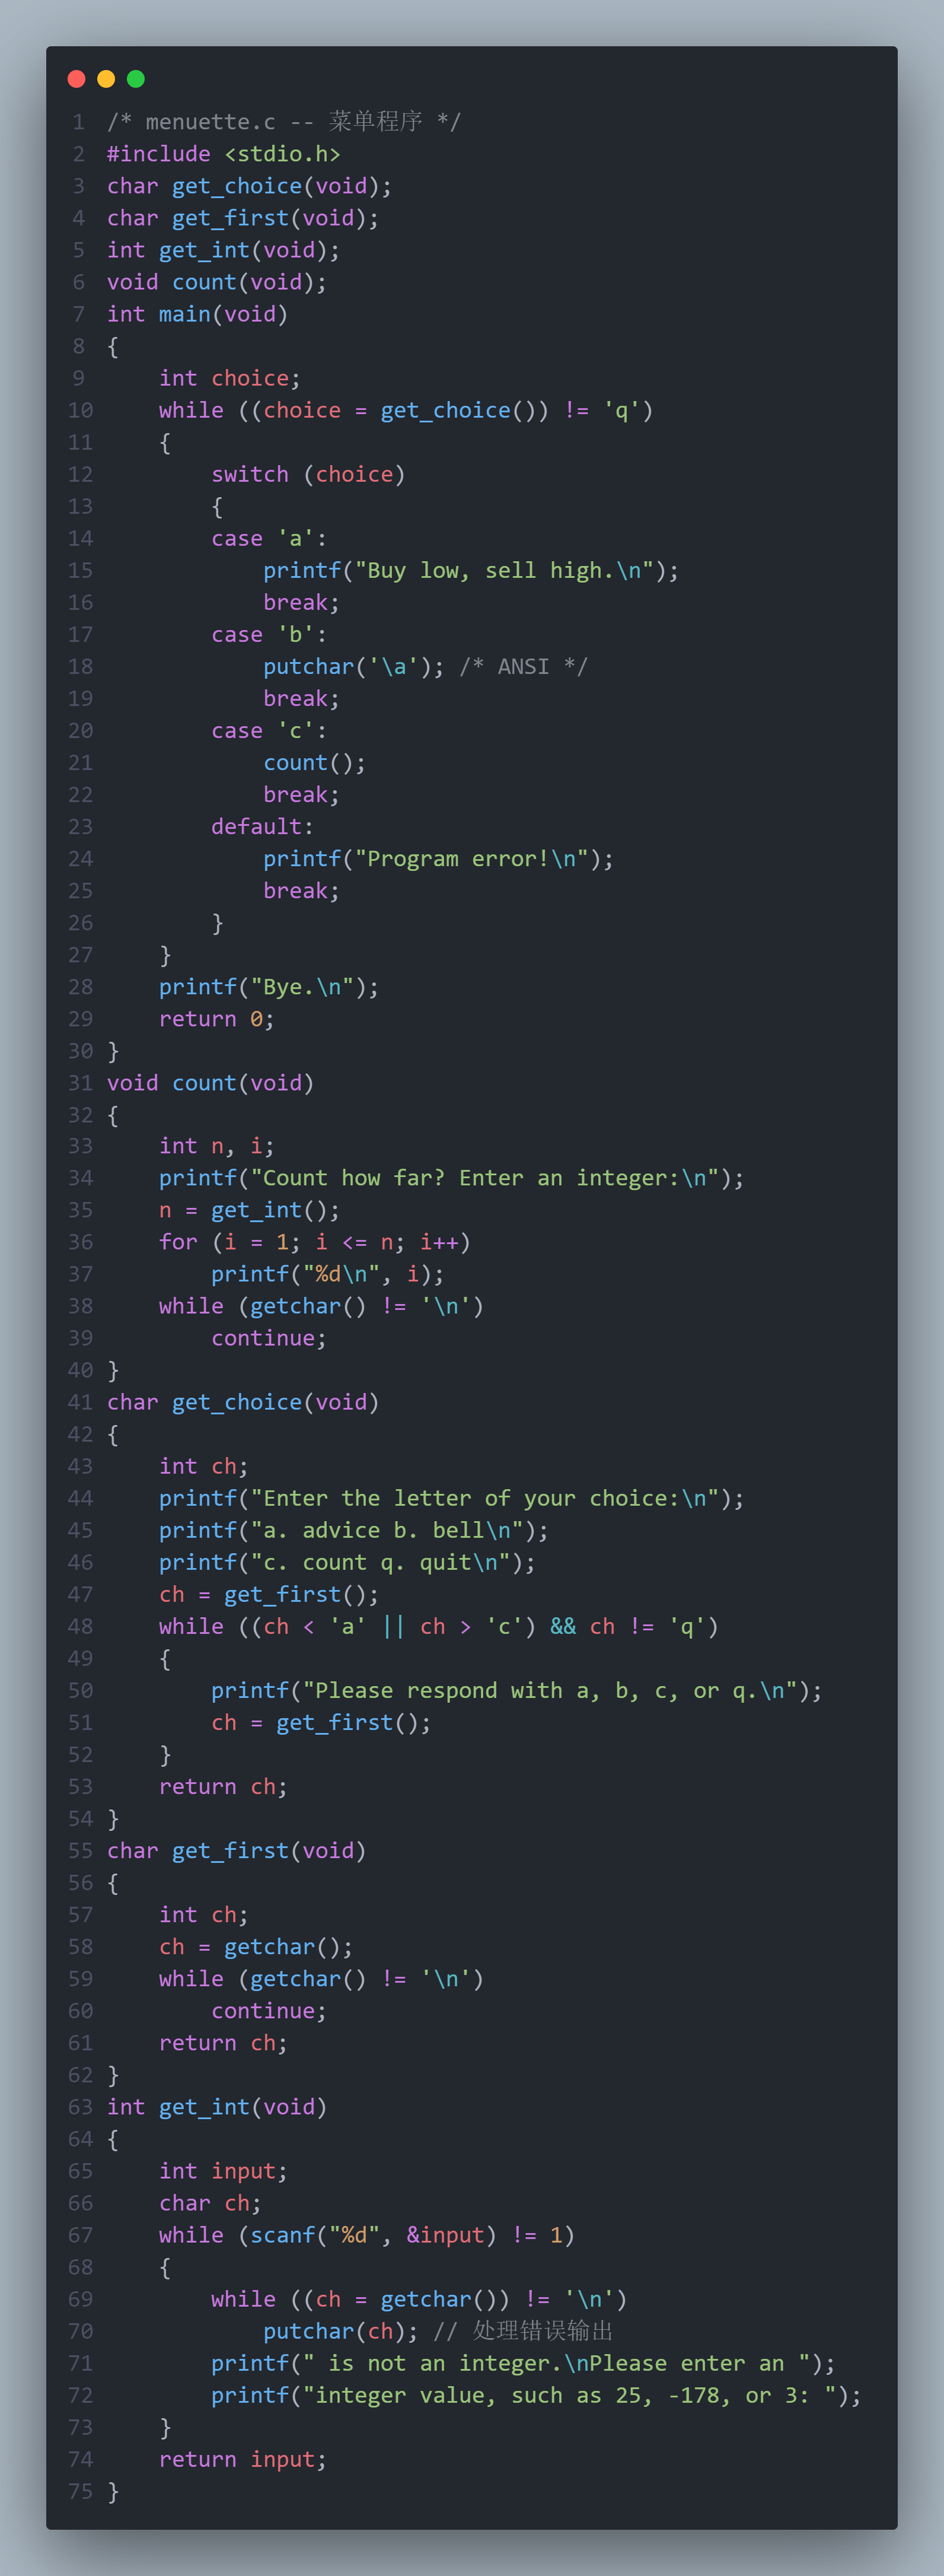 1 /* menuette.c -- 菜单程序 */
2 #include <stdio.h>
3 char get_choice(void);
4 char get_first(void);
5 int get_int(void);
6 void count(void);
7 int main(void)
8 {
9     int choice;
10     while ((choice = get_choice()) != 'q')
11     {
12         switch (choice)
13         {
14         case 'a':
15             printf("Buy low, sell high.\n");
16             break;
17         case 'b':
18             putchar('\a'); /* ANSI */
19             break;
20         case 'c':
21             count();
22             break;
23         default:
24             printf("Program error!\n");
25             break;
26         }
27     }
28     printf("Bye.\n");
29     return 0;
30 }
31 void count(void)
32 {
33     int n, i;
34     printf("Count how far? Enter an integer:\n");
35     n = get_int();
36     for (i = 1; i <= n; i++)
37         printf("%d\n", i);
38     while (getchar() != '\n')
39         continue;
40 }
41 char get_choice(void)
42 {
43     int ch;
44     printf("Enter the letter of your choice:\n");
45     printf("a. advice b. bell\n");
46     printf("c. count q. quit\n");
47     ch = get_first();
48     while ((ch < 'a' || ch > 'c') && ch != 'q')
49     {
50         printf("Please respond with a, b, c, or q.\n");
51         ch = get_first();
52     }
53     return ch;
54 }
55 char get_first(void)
56 {
57     int ch;
58     ch = getchar();
59     while (getchar() != '\n')
60         continue;
61     return ch;
62 }
63 int get_int(void)
64 {
65     int input;
66     char ch;
67     while (scanf("%d", &input) != 1)
68     {
69         while ((ch = getchar()) != '\n')
70             putchar(ch); // 处理错误输出
71         printf(" is not an integer.\nPlease enter an ");
72         printf("integer value, such as 25, -178, or 3: ");
73     }
74     return input;
75 }